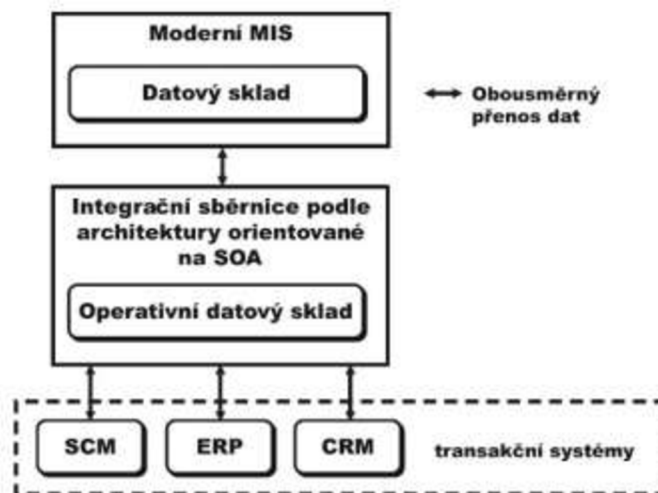 Moderní MIS
Datový sklad
Obousměrný
přenos dat
Integrační sběrnice podle
architektury orientované
na SOA
Operativní datový sklad
SCM
ERP
CRM
transakční systémy